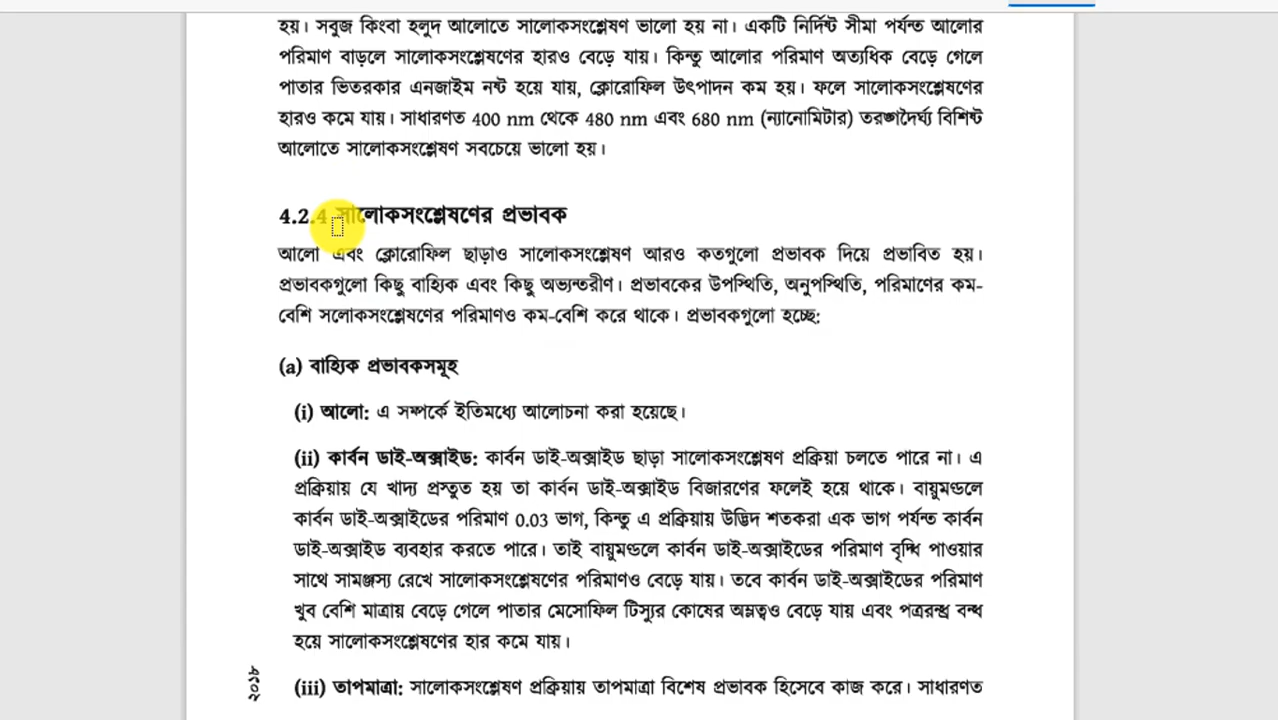 হয়। সবুজ কিংবা হলুদ আলোতে সালোকসংশ্লেষণ ভালো হয় না। একটি নির্দিষ্ট সীমা পর্যন্ত আলোর
পরিমাণ বাড়লে সালোকসংশ্লেষণের হারও বেড়ে যায়। কিন্তু আলোর পরিমাণ অত্যধিক বেড়ে গেলে
পাতার ভিতরকার এনজাইম নষ্ট হয়ে যায়, ক্লোরোফিল উৎপাদন কম হয়। ফলে সালোকসংশ্লেষণের
হারও কমে যায়। সাধারণত 400 nm থেকে 480 nm এবং 680 nm (ন্যানোমিটার) তরঙ্গদৈর্ঘ্য বিশিষ্ট
আলোতে সালোকসংশ্লেষণ সবচেয়ে ভালো হয়।
4.2.4 সালোকসংশ্লেষণের প্রভাবক
আলো এবং ক্লোরোফিল ছাড়াও সালোকসংশ্লেষণ আরও কতগুলো প্রভাবক দিয়ে প্রভাবিত হয়।
প্রভাবকগুলো কিছু বাহ্যিক এবং কিছু অভ্যন্তরীণ। প্রভাবকের উপস্থিতি, অনুপস্থিতি, পরিমাণের কম-
বেশি সলোকসংশ্লেষণের পরিমাণও কম-বেশি করে থাকে। প্রভাবকগুলো হচ্ছে:
(a) বাহ্যিক প্রভাবকসমূহ
(i) আলো: এ সম্পর্কে ইতিমধ্যে আলোচনা করা হয়েছে।
(ii) কার্বন ডাই-অক্সাইড: কার্বন ডাই-অক্সাইড ছাড়া সালোকসংশ্লেষণ প্রক্রিয়া চলতে পারে না। এ
প্রক্রিয়ায় যে খাদ্য প্রস্তুত হয় তা কার্বন ডাই-অক্সাইড বিজারণের ফলেই হয়ে থাকে। বায়ুমণ্ডলে
কার্বন ডাই-অক্সাইডের পরিমাণ 0.03 ভাগ, কিন্তু এ প্রক্রিয়ায় উদ্ভিদ শতকরা এক ভাগ পর্যন্ত কার্বন
ডাই-অক্সাইড ব্যবহার করতে পারে। তাই বায়ুমণ্ডলে কার্বন ডাই-অক্সাইডের পরিমাণ বৃদ্ধি পাওয়ার
সাথে সামঞ্জস্য রেখে সালোকসংশ্লেষণের পরিমাণও বেড়ে যায়। তবে কার্বন ডাই-অক্সাইডের পরিমাণ
খুব বেশি মাত্রায় বেড়ে গেলে পাতার মেসোফিল টিস্যুর কোষের অম্লত্বও বেড়ে যায় এবং পত্ররন্ধ্র বন্ধ
হয়ে সালোকসংশ্লেষণের হার কমে যায়।
২০১৮
(iii) তাপমাত্রা: সালোকসংশ্লেষণ প্রক্রিয়ায় তাপমাত্রা বিশেষ প্রভাবক হিসেবে কাজ করে। সাধারণত